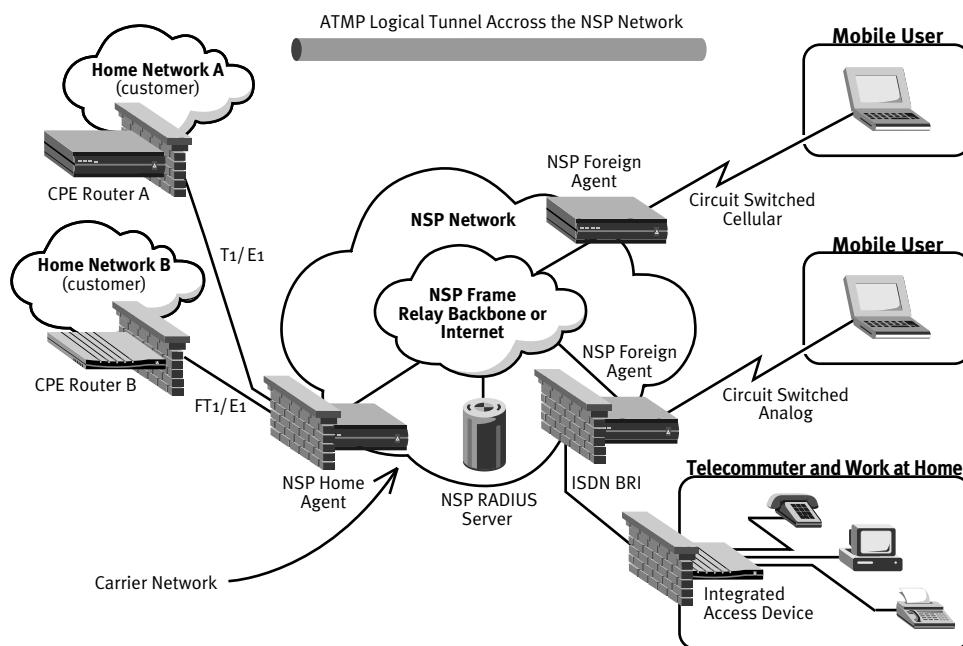 ATMP Logical Tunnel Accross the NSP Network
Mobile User
Home Network A
(customer)
CPE Router A
NSP Foreign
Agent
Circuit Switched
Cellular
NSP Network
T1/ E1
Home Network B
(customer)
CPE Router B
NSP Frame
Relay Backbone or
Internet
Mobile User
NSP Foreign
Agent
Circuit Switched
Analog
FT1/ E1
NSP Home
Agent
NSP RADIUS
Server
ISDN BRI
Telecommuter and Work at Home
Carrier Network
Integrated
Access Device